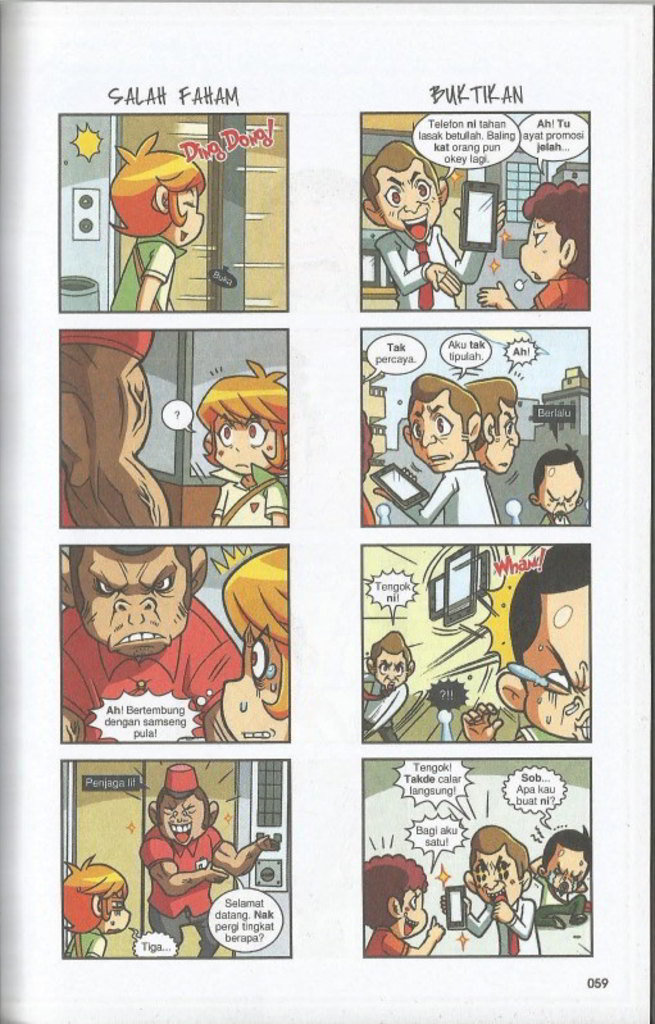 SALAH FAHAM
Ding Dong!
Buka
?
Ah! Bertembung
dengan samseng
pula!
Penjaga lif
Selamat
datang. Nak
pergi tingkat
berapa?
Tiga...
BUKTIKAN
Telefon ni tahan
lasak betullah. Baling
kat orang pun
okey lagi.
Ah! Tu
ayat promosi
jelah...
Tak
percaya.
Aku tak
tipulah.
Ah!
Berlalu
Tengok
ni!
Wham!
?!!
Tengok!
Takde calar
langsung!
Bagi aku
satu!
Sob...
Apa kau
buat ni?
059